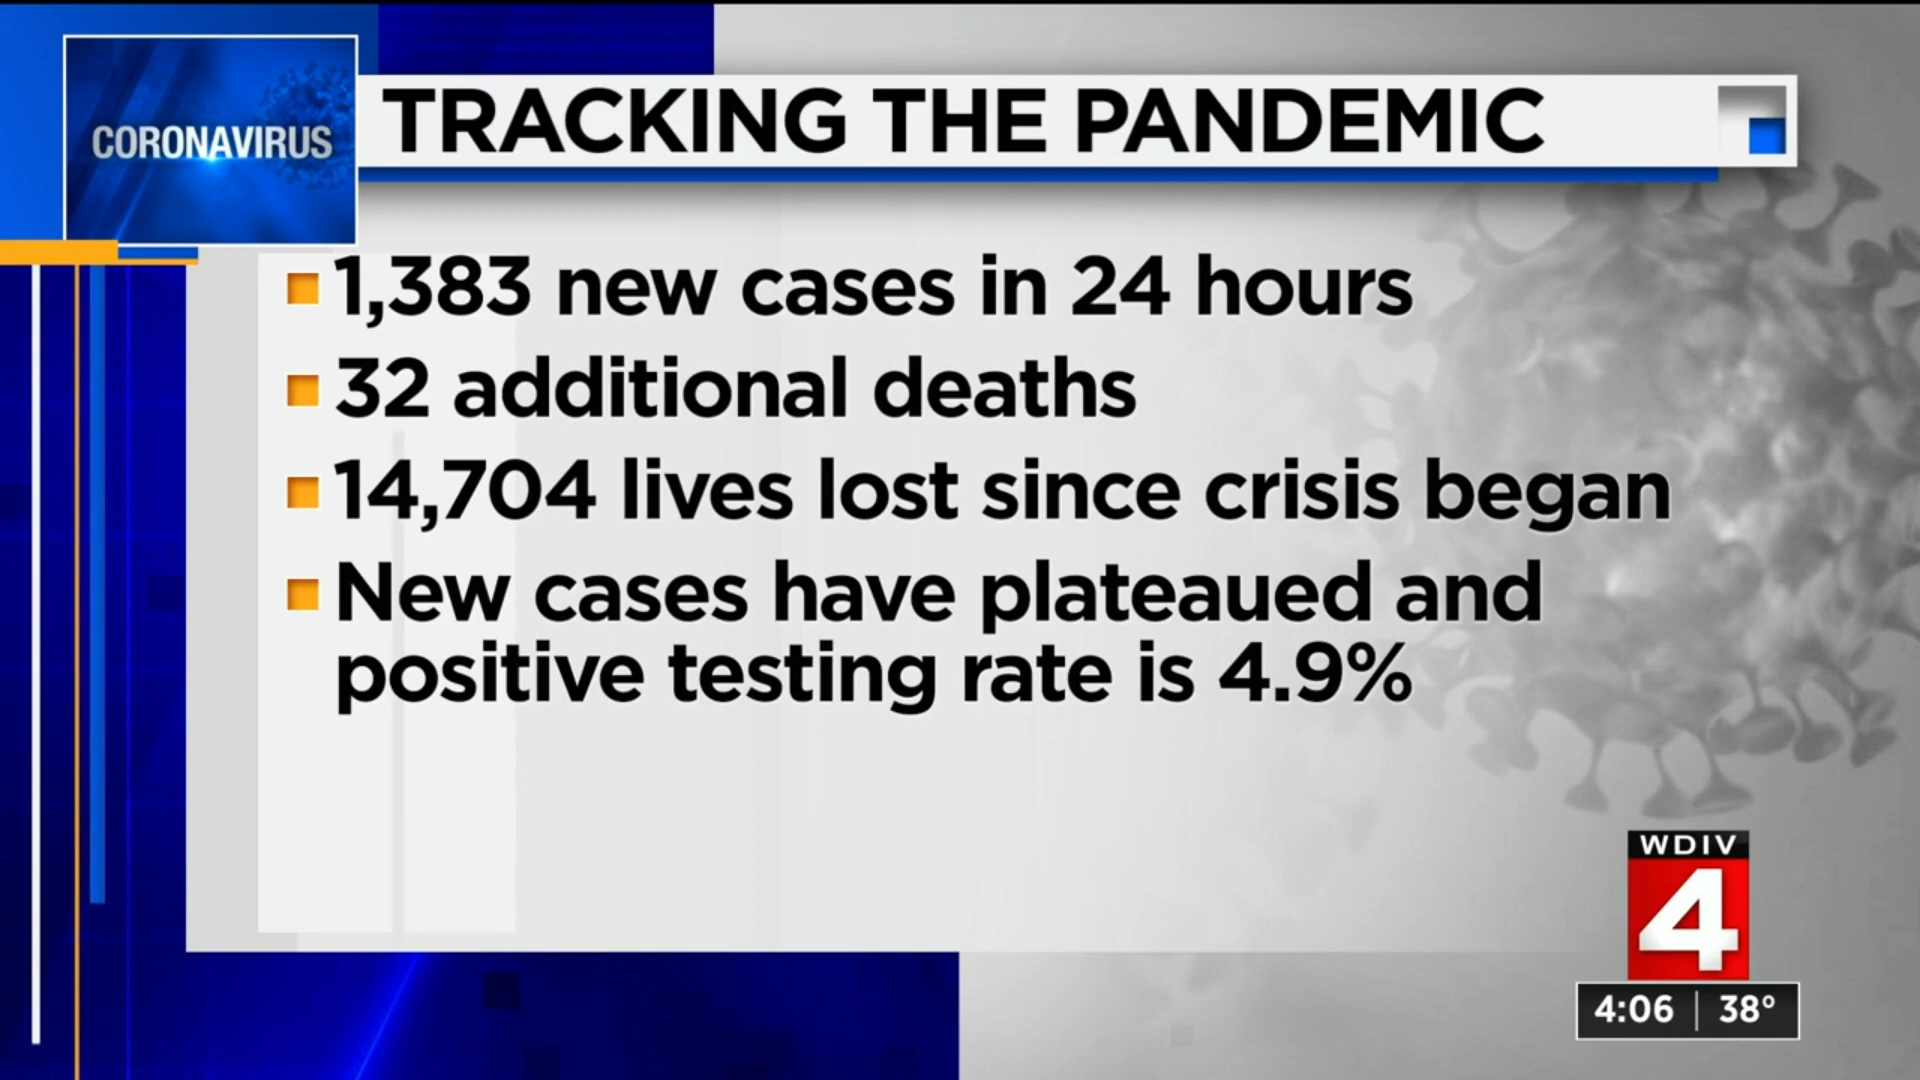 CORONAVIRUS
TRACKING THE PANDEMIC
1,383 new cases in 24 hours
32 additional deaths
14,704 lives lost since crisis began
New cases have plateaued and
positive testing rate is 4.9%
WDIV
4
4:06 38°